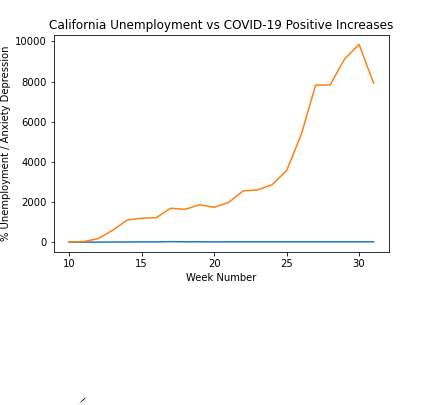 California Unemployment vs COVID-19 Positive Increases
10000
8000
6000
4000
2000
0
% Unemployment / Anxiety Depression
10 15 20 25 30
Week Number